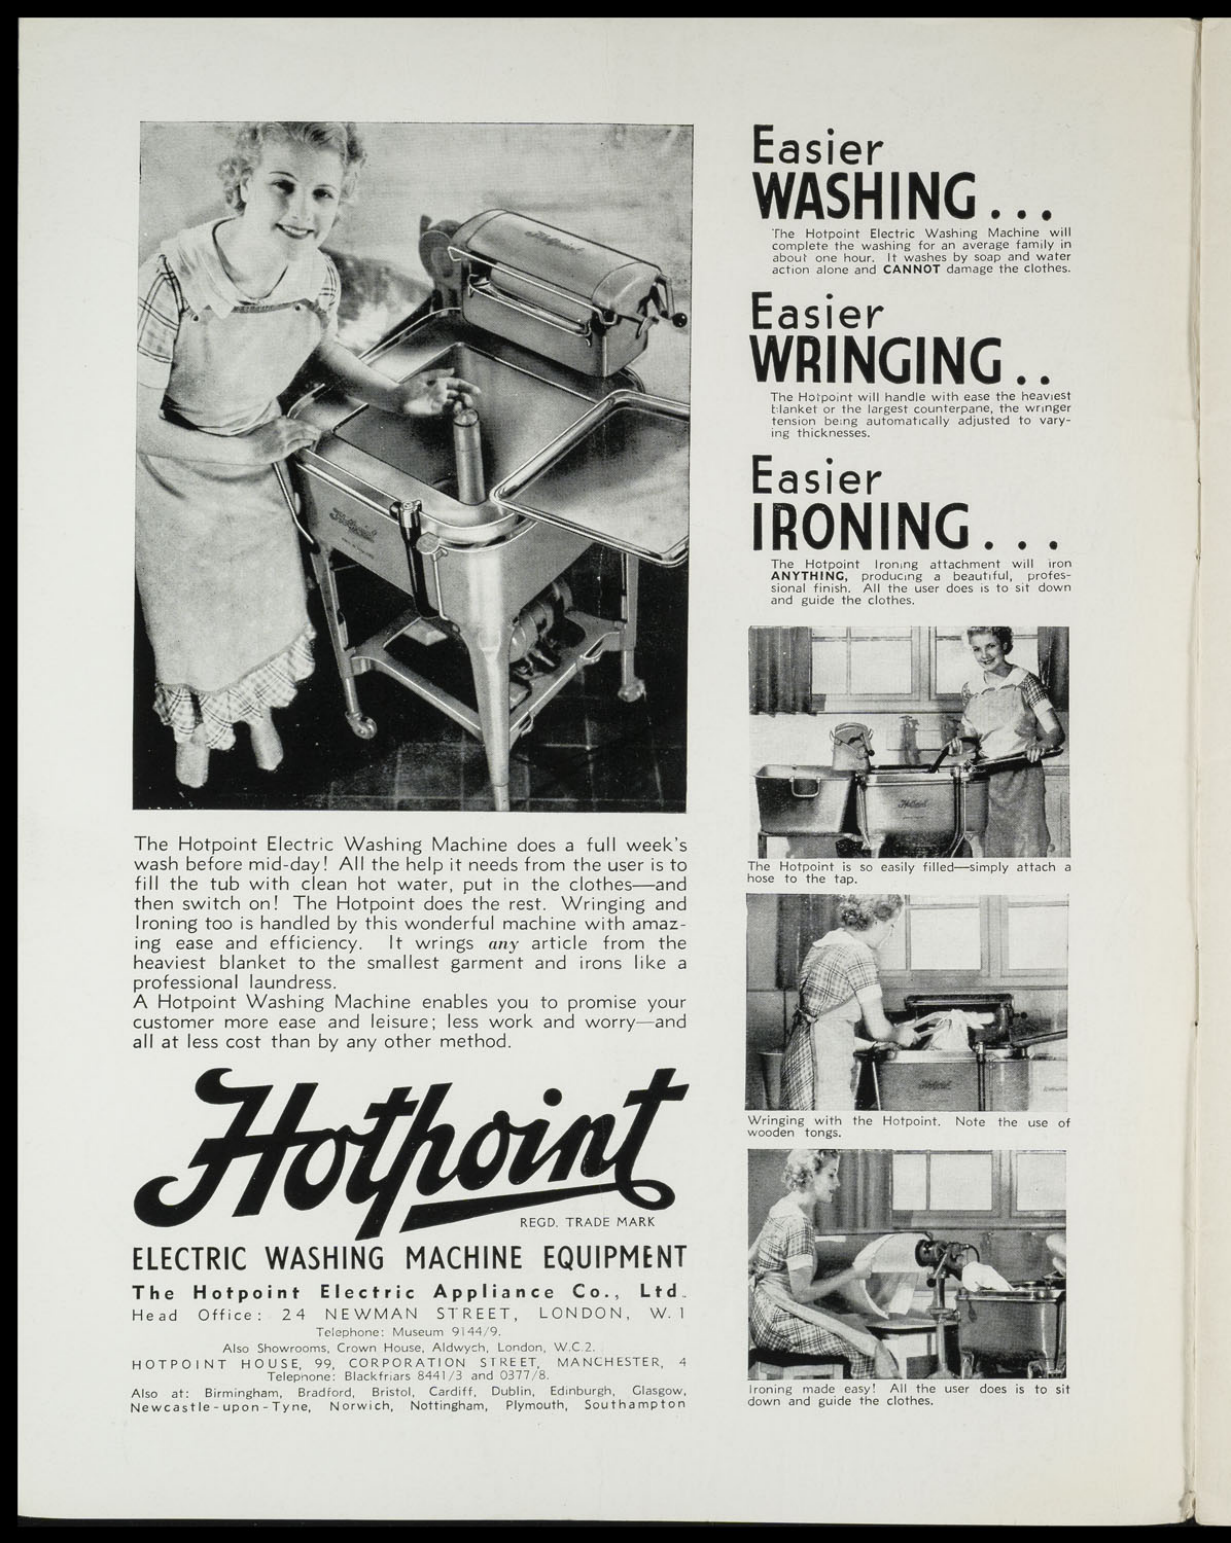 Easier
WASHING...
The Hotpoint Electric Washing Machine will
complete the washing for an average family in
about one hour. It washes by soap and water
action alone and CANNOT damage the clothes.
Easier
WRINGING..
The Hotpoint will handle with ease the heaviest
blanket or the largest counterpane, the wringer
tension being automatically adjusted to vary-
ing thicknesses.
Easier
IRONING...
The Hotpoint Ironing attachment will iron
ANYTHING, producing a beautiful, profes-
sional finish. All the user does is to sit down
and guide the clothes.
Hotpoint
Hotpoint
The Hotpoint Electric Washing Machine does a full week's
wash before mid-day! All the help it needs from the user is to
fill the tub with clean hot water, put in the clothes—and
then switch on! The Hotpoint does the rest. Wringing and
Ironing too is handled by this wonderful machine with amaz-
ing ease and efficiency. It wrings any article from the
heaviest blanket to the smallest garment and irons like a
professional laundress.
A Hotpoint Washing Machine enables you to promise your
customer more ease and leisure; less work and worry—and
all at less cost than by any other method.
Hotpoint
REGD. TRADE MARK
ELECTRIC WASHING MACHINE EQUIPMENT
The Hotpoint Electric Appliance Co., Ltd.
Head Office: 24 NEWMAN STREET, LONDON, W.1
Telephone: Museum 9144/9.
Also Showrooms, Crown House, Aldwych, London, W.C.2.
HOTPOINT HOUSE, 99, CORPORATION STREET, MANCHESTER, 4
Telephone: Blackfriars 8441/3 and 0377/8.
Also at: Birmingham, Bradford, Bristol, Cardiff, Dublin, Edinburgh, Glasgow,
Newcastle-upon-Tyne, Norwich, Nottingham, Plymouth, Southampton
Hotpoint
The Hotpoint is so easily filled—simply attach a
hose to the tap.
Hotpoint
Wringing with the Hotpoint. Note the use of
wooden tongs.
Ironing made easy! All the user does is to sit
down and guide the clothes.